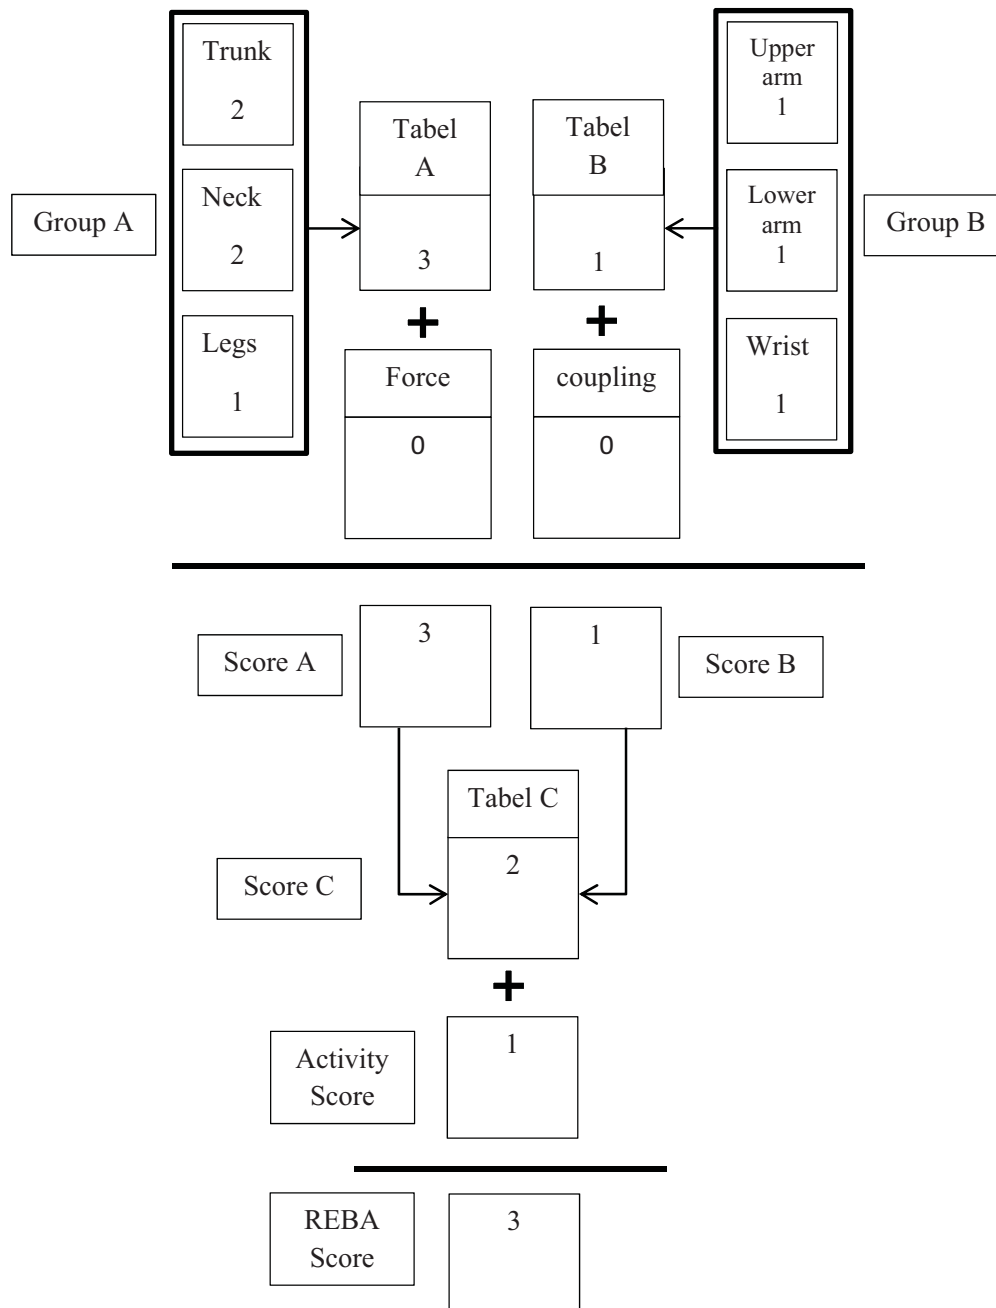 Group A
Trunk
2
Neck
2
Legs
1
Tabel
A
3
Force
0
Tabel
B
1
coupling
0
Upper
arm
1
Lower
arm
1
Wrist
1
Group B
Score A
3
1
Score B
Tabel C
Score C
2
Activity
Score
1
REBA
Score
3